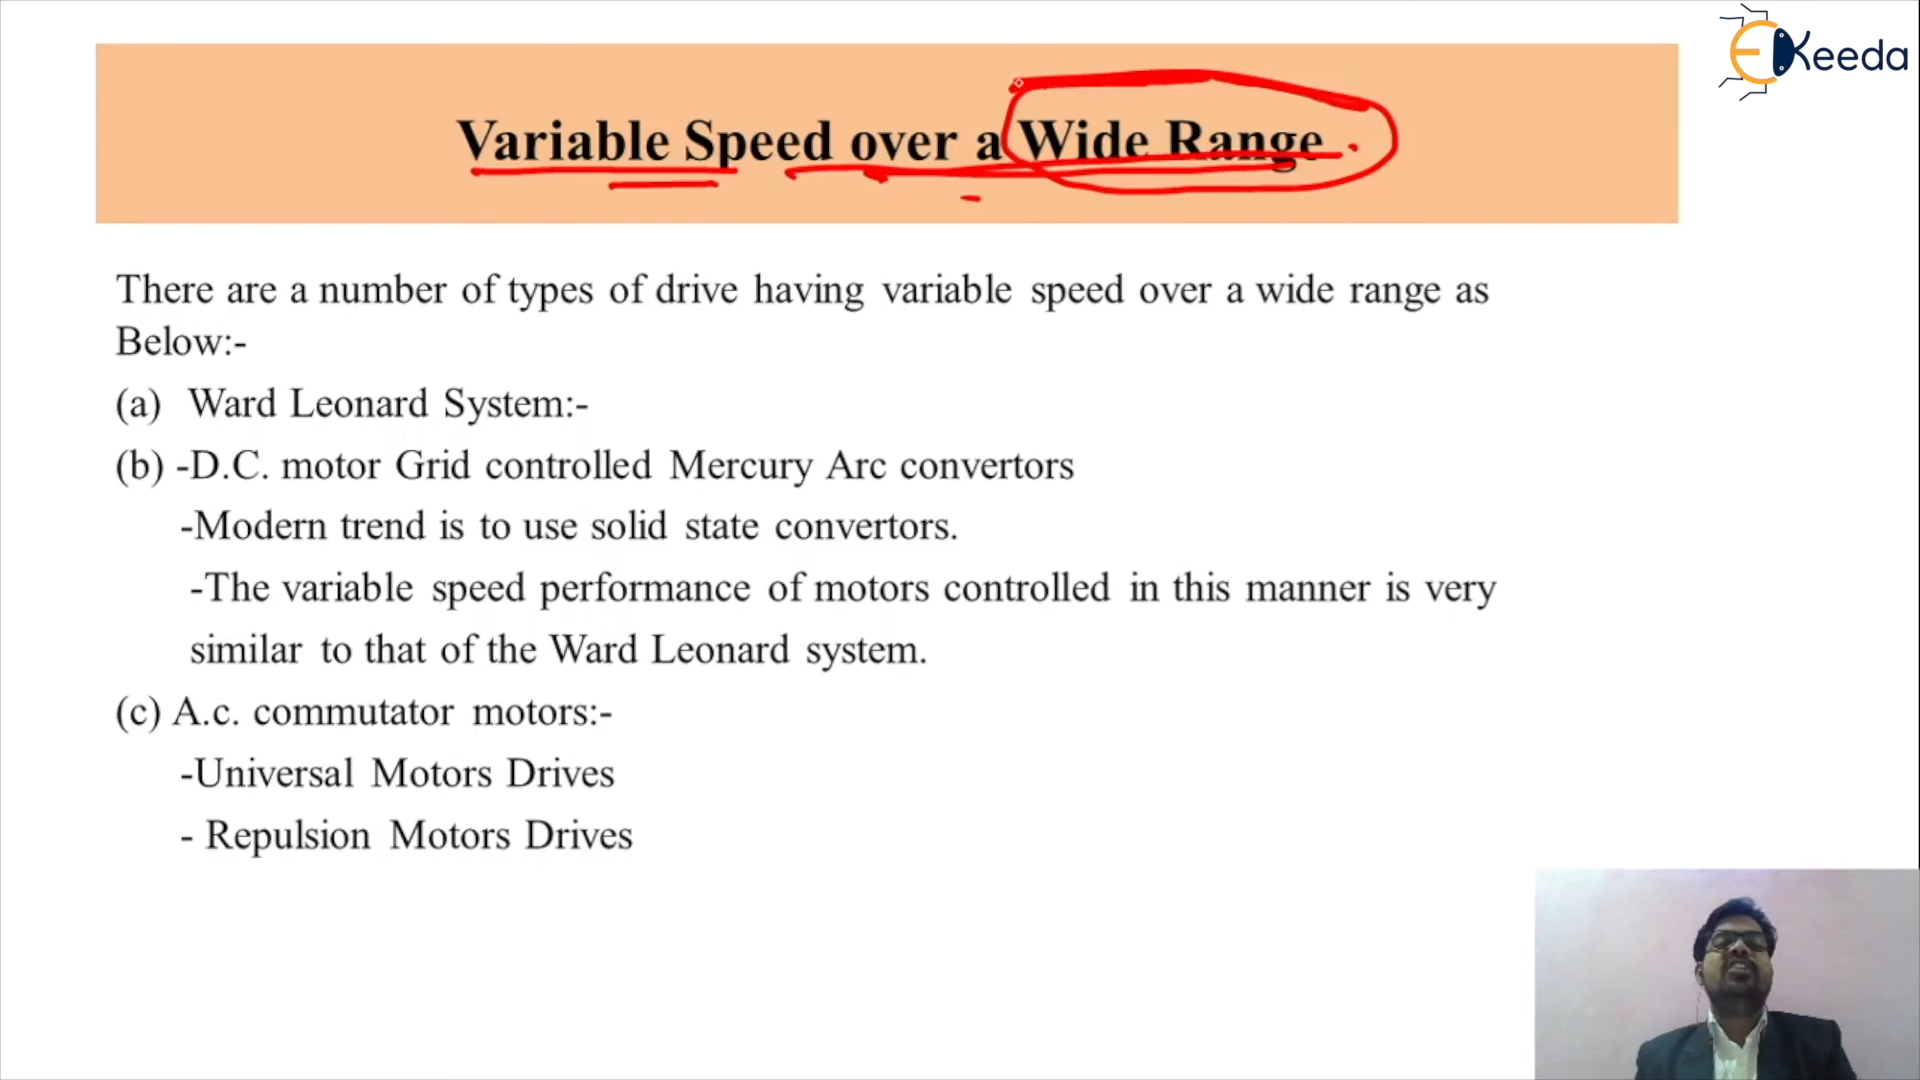 EKeeda
Variable Speed over a Wide Range
There are a number of types of drive having variable speed over a wide range as
Below:-
(a) Ward Leonard System:-
(b) -D.C. motor Grid controlled Mercury Arc convertors
-Modern trend is to use solid state convertors.
-The variable speed performance of motors controlled in this manner is very
similar to that of the Ward Leonard system.
(c) A.c. commutator motors:-
-Universal Motors Drives
- Repulsion Motors Drives